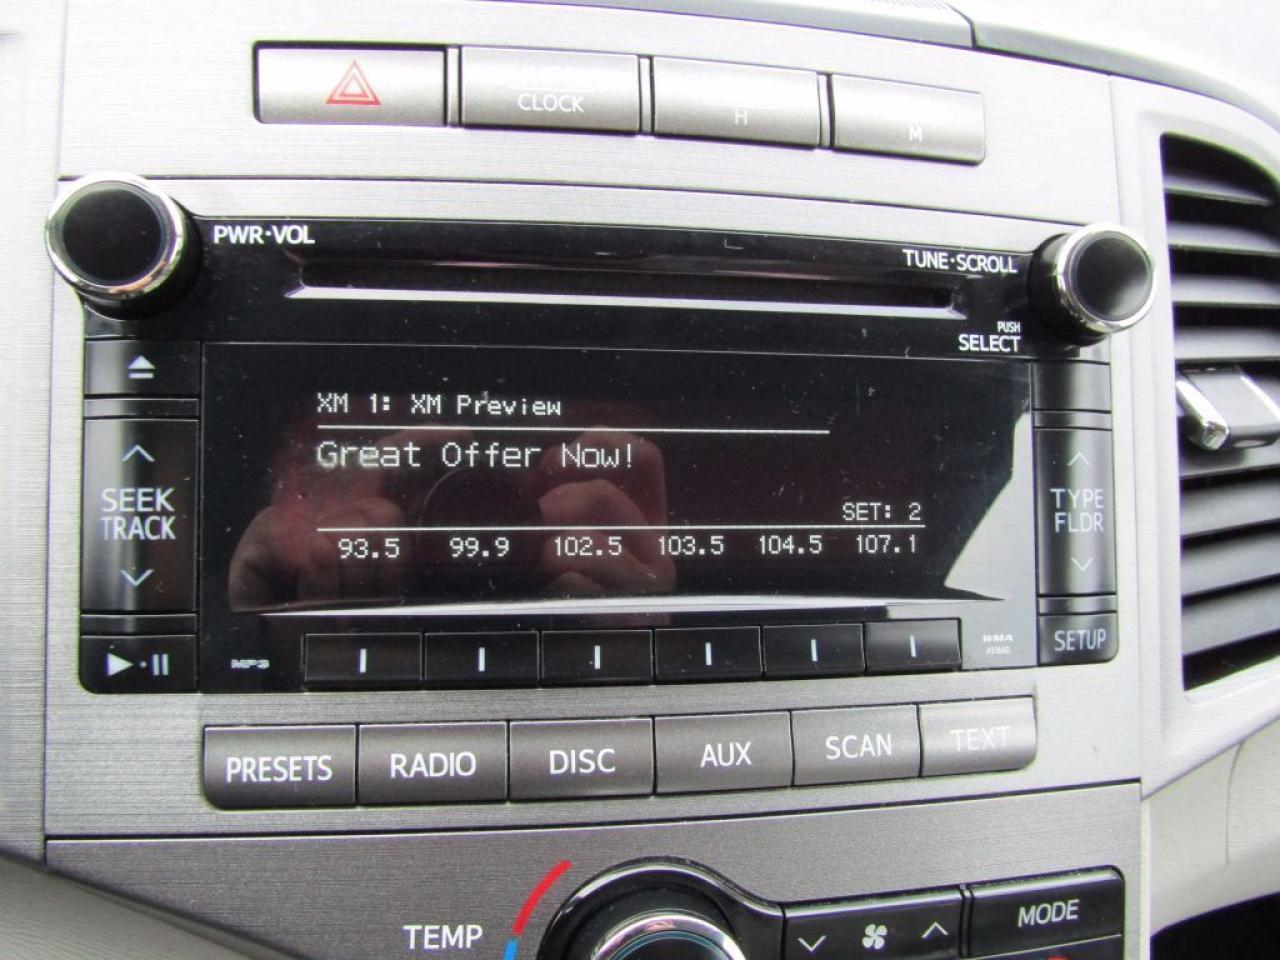 CLOCK
H
M
PWR·VOL
TUNE·SCROLL
PUSH
SELECT
XM 1: XM Preview
Great Offer Now!
SEEK
TRACK
TYPE
FLDR
SET: 2
93.5 99.9 102.5 103.5 104.5 107.1
MP3
WMA
SETUP
PRESETS RADIO DISC AUX SCAN TEXT
TEMP
MODE